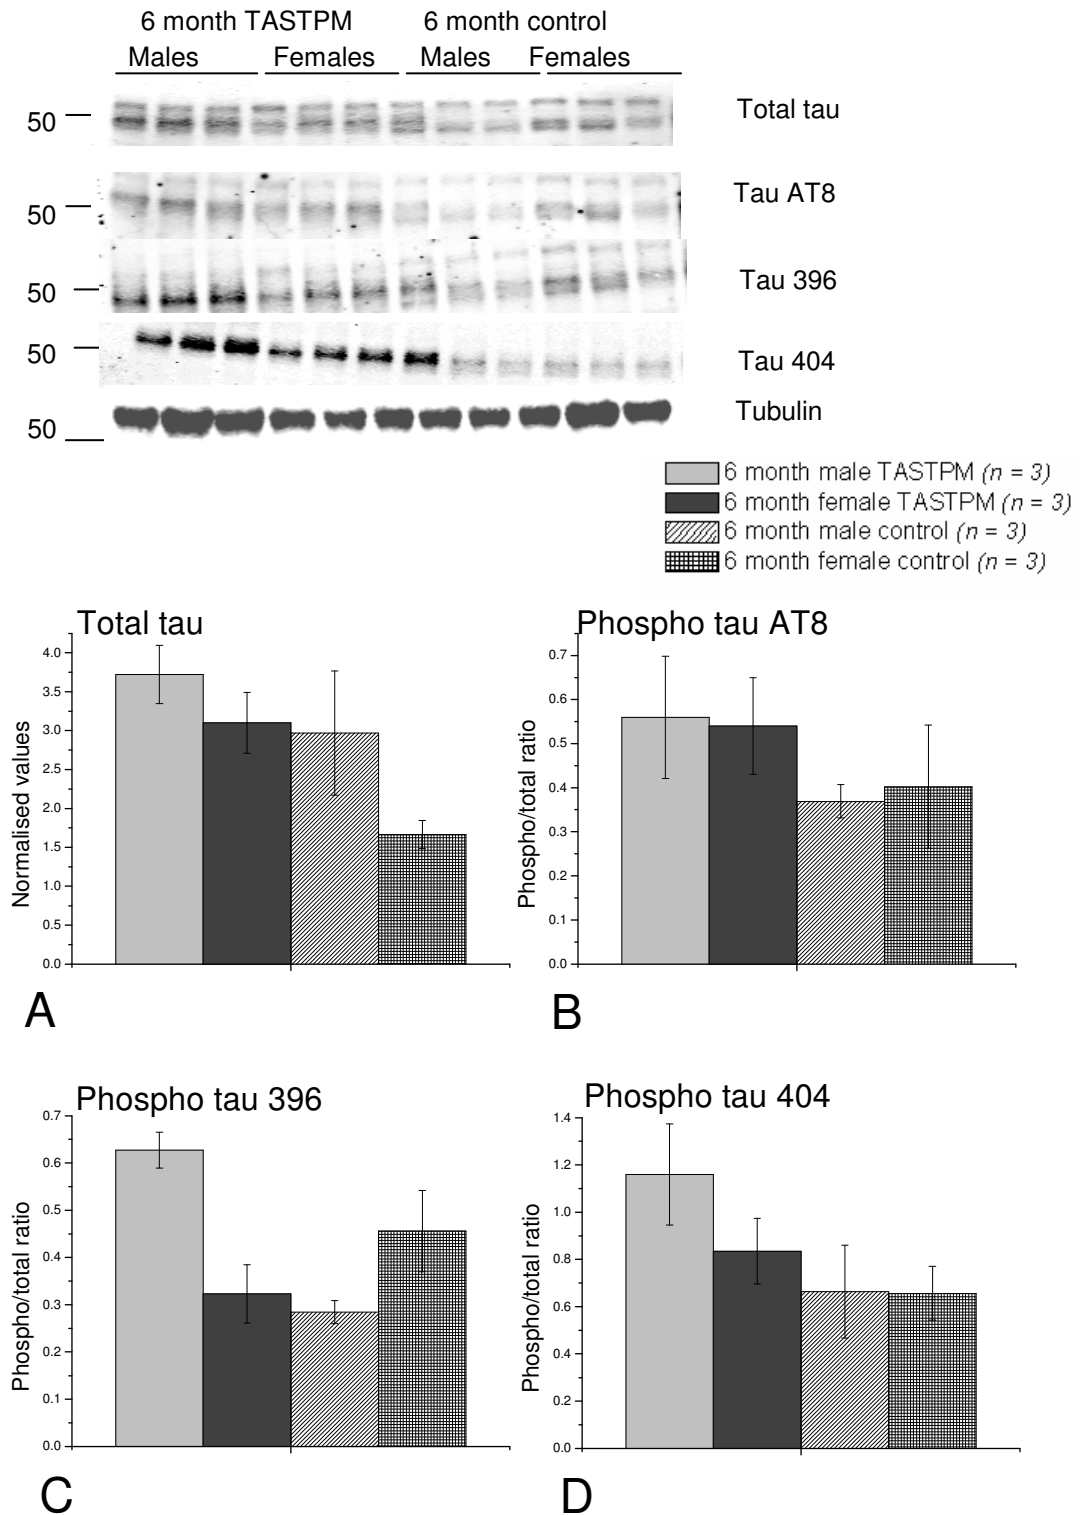 6 month TASTPM 6 month control
Males Females Males Females
50 Total tau
50 Tau AT8
50 Tau 396
50 Tau 404
50 Tubulin
6 month male TASTPM (n = 3)
6 month female TASTPM (n = 3)
6 month male control (n = 3)
6 month female control (n = 3)
Total tau
Normalised values
4.0
3.5
3.0
2.5
2.0
1.5
1.0
0.5
0.0
A
Phospho tau AT8
Phospho/total ratio
0.7
0.6
0.5
0.4
0.3
0.2
0.1
0.0
B
Phospho tau 396
Phospho/total ratio
0.7
0.6
0.5
0.4
0.3
0.2
0.1
0.0
C
Phospho tau 404
Phospho/total ratio
1.4
1.2
1.0
0.8
0.6
0.4
0.2
0.0
D